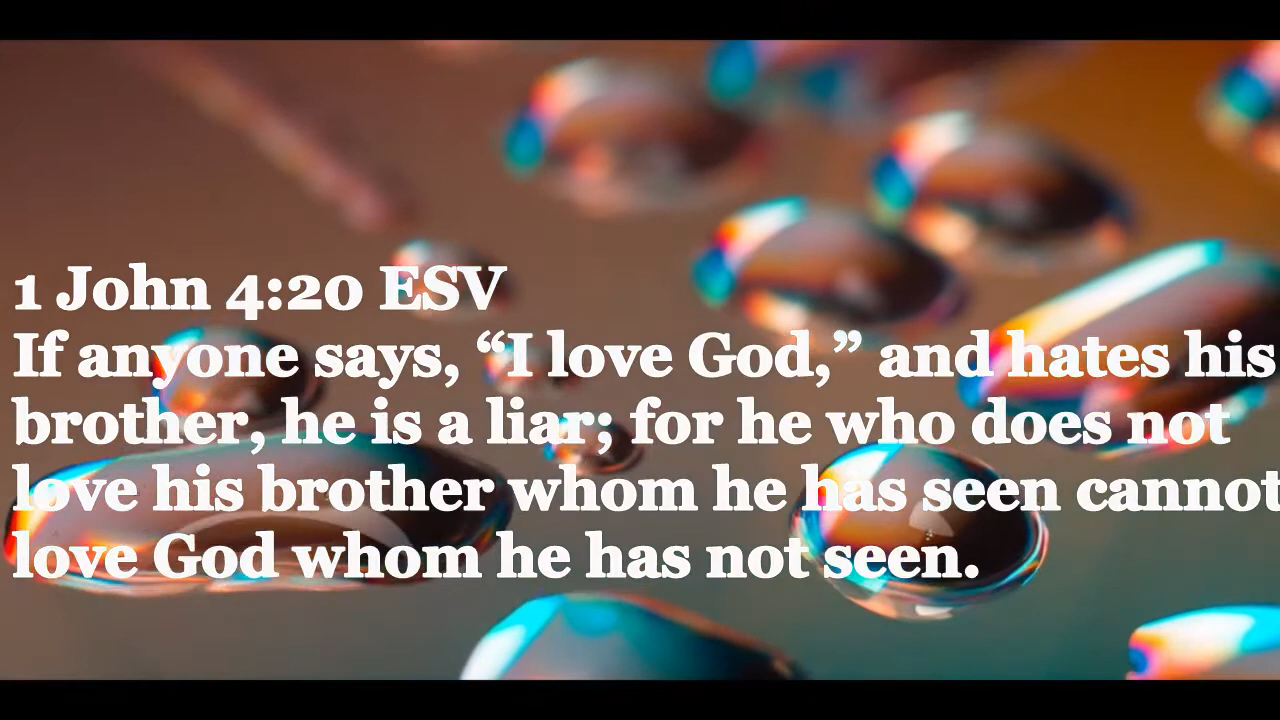 1 John 4:20 ESV
If anyone says, “I love God,” and hates his
brother, he is a liar; for he who does not
love his brother whom he has seen cannot
love God whom he has not seen.